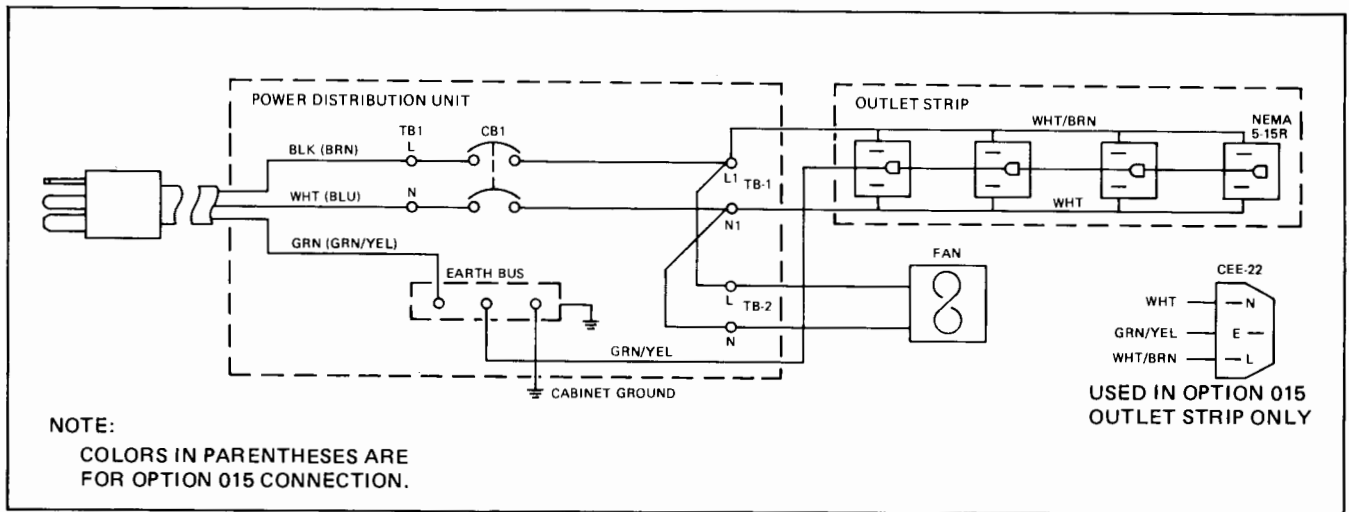 POWER DISTRIBUTION UNIT
TB1
L
CB1
BLK (BRN)
WHT (BLU)
N
GRN (GRN/YEL)
EARTH BUS
L1
TB-1
N1
L
TB-2
N
GRN/YEL
CABINET GROUND
OUTLET STRIP
WHT/BRN
NEMA
5-15R
WHT
FAN
CEE-22
WHT
N
GRN/YEL
E
WHT/BRN
L
USED IN OPTION 015
OUTLET STRIP ONLY
NOTE:
COLORS IN PARENTHESES ARE
FOR OPTION 015 CONNECTION.